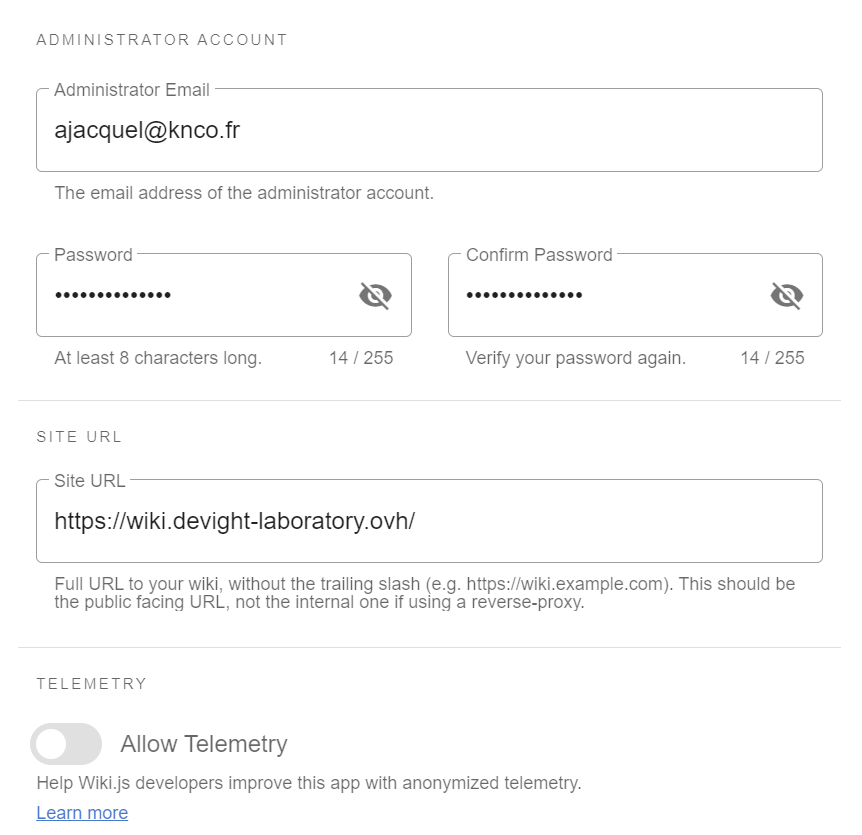 ADMINISTRATOR ACCOUNT
Administrator Email
ajacquel@knco.fr
The email address of the administrator account.
Password
••••••••••••••
At least 8 characters long. 14 / 255
Confirm Password
••••••••••••••
Verify your password again. 14 / 255
SITE URL
Site URL
https://wiki.devight-laboratory.ovh/
Full URL to your wiki, without the trailing slash (e.g. https://wiki.example.com). This should be
the public facing URL, not the internal one if using a reverse-proxy.
TELEMETRY
Allow Telemetry
Help Wiki.js developers improve this app with anonymized telemetry.
Learn more